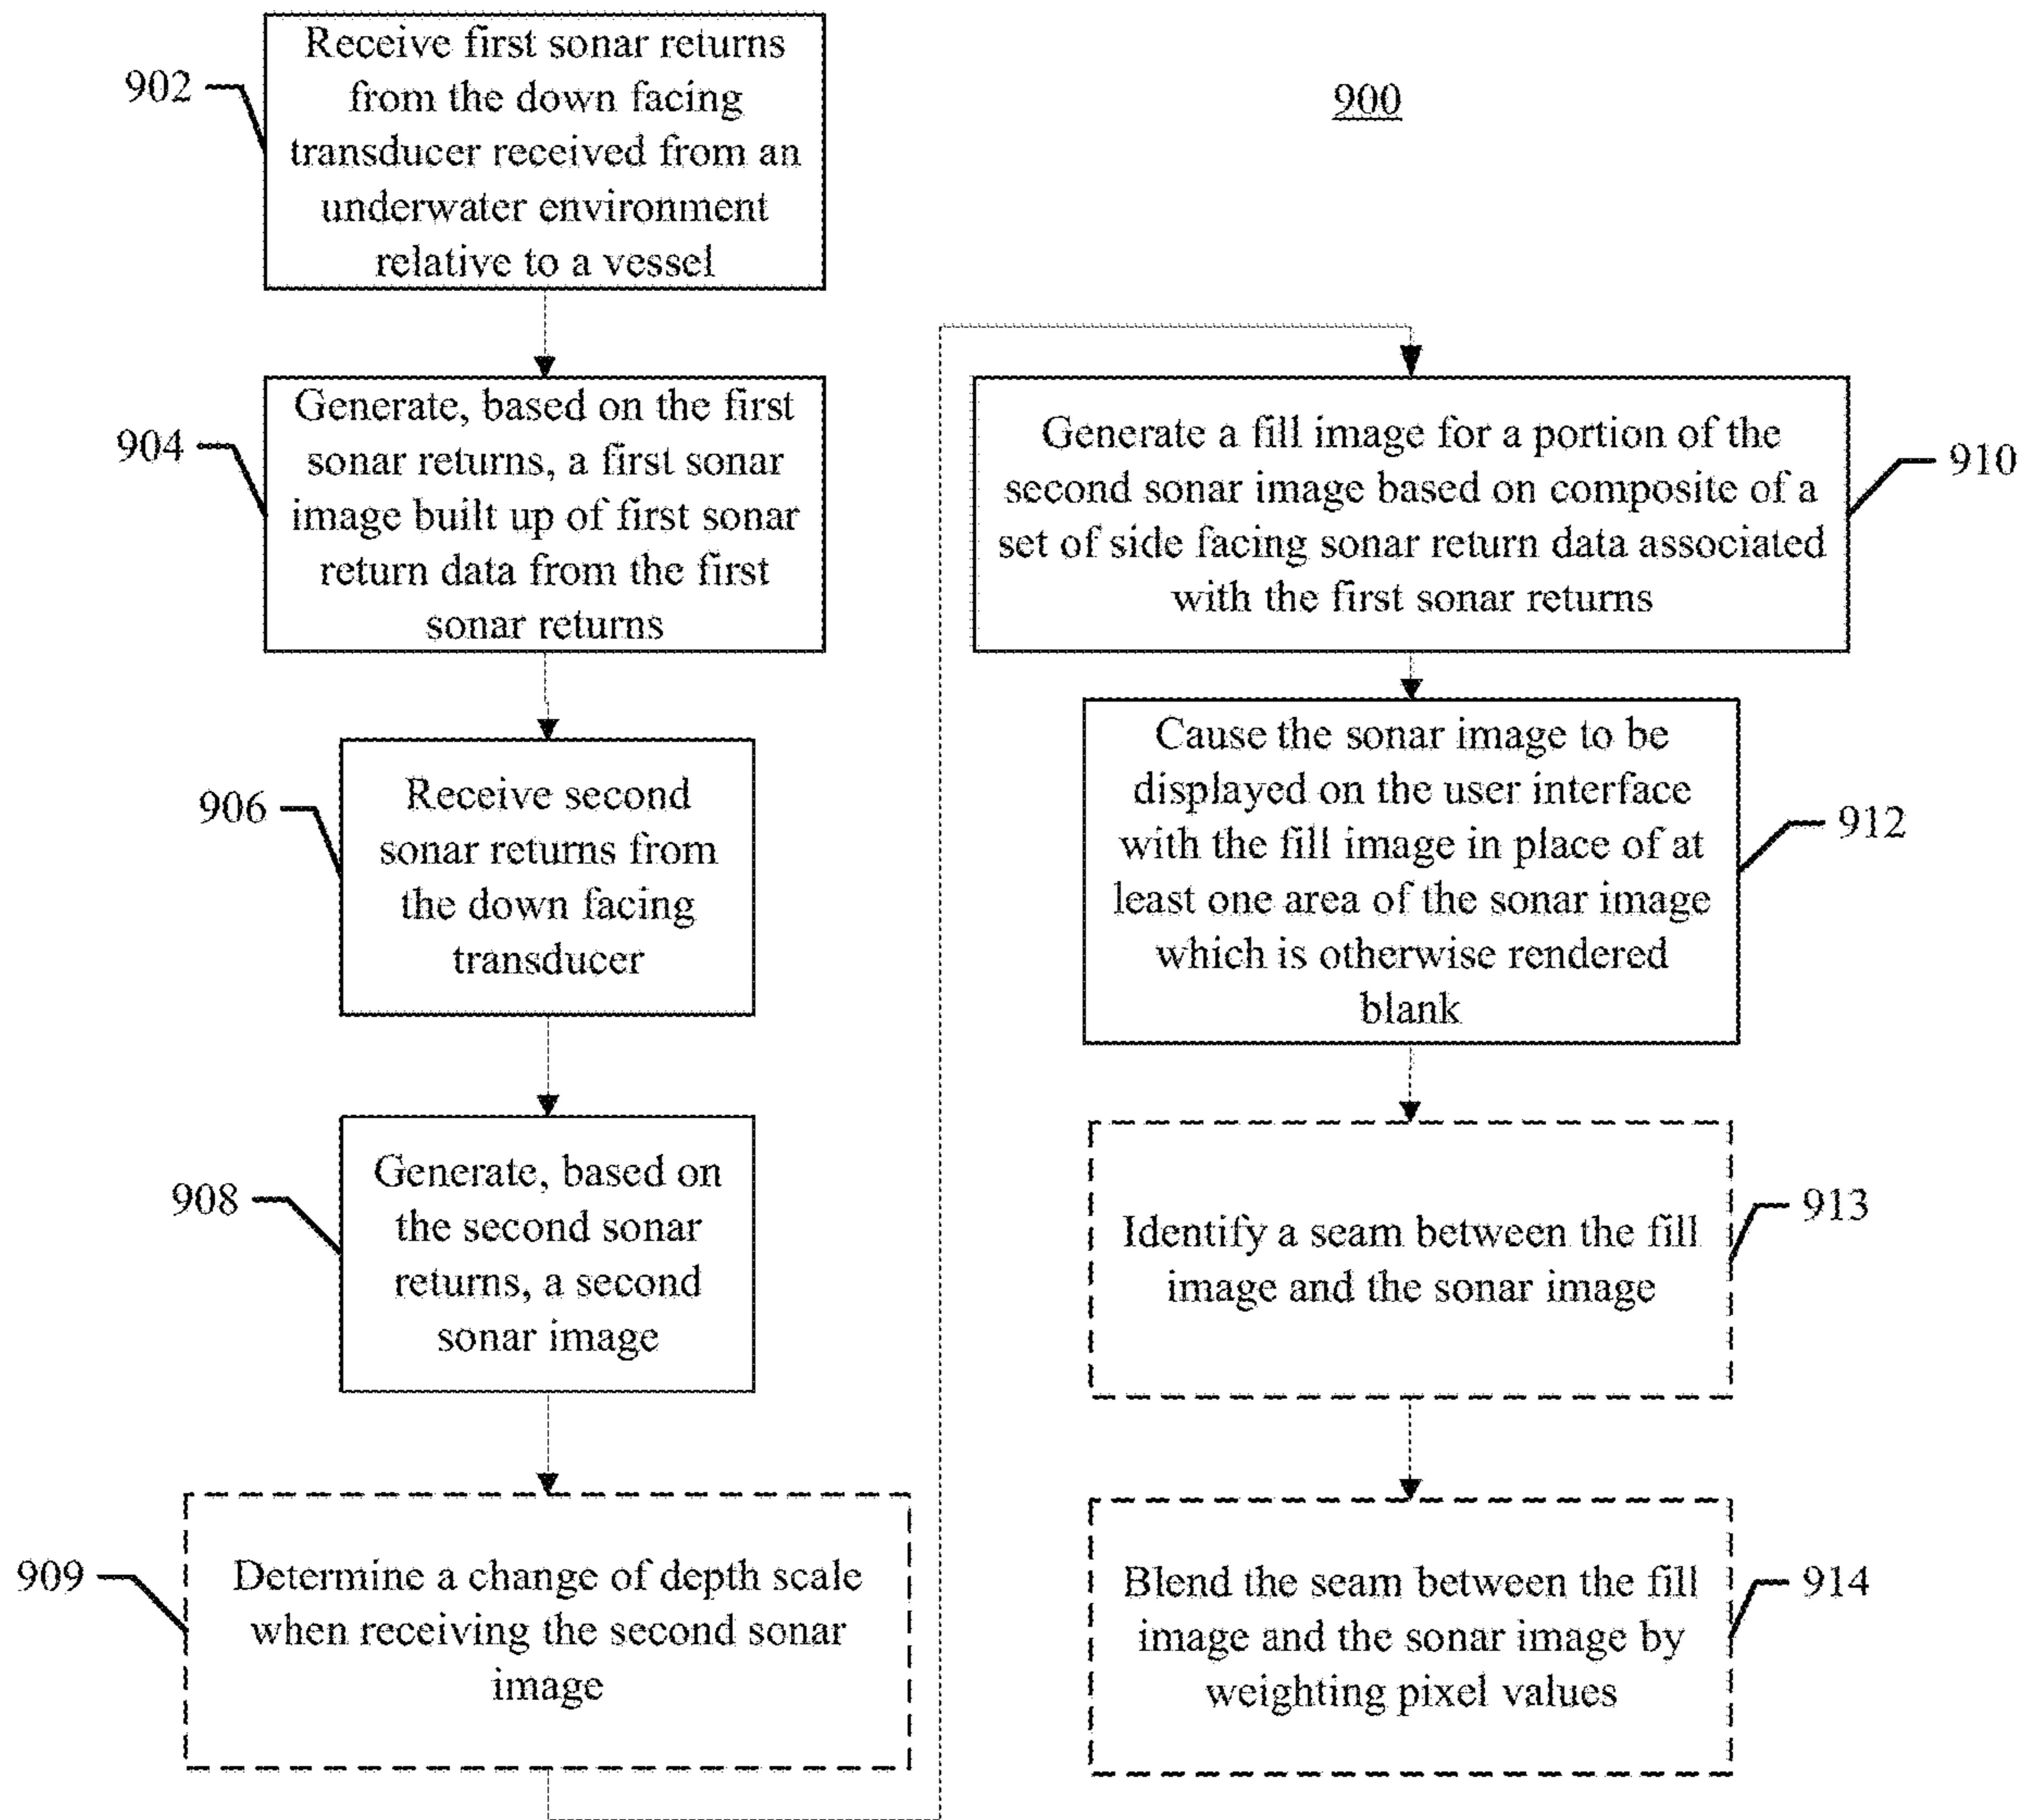 900
902
Receive first sonar returns
from the down facing
transducer received from an
underwater environment
relative to a vessel
904
Generate, based on the first
sonar returns, a first sonar
image built up of first sonar
return data from the first
sonar returns
906
Receive second
sonar returns from
the down facing
transducer
908
Generate, based on
the second sonar
returns, a second
sonar image
909
Determine a change of depth scale
when receiving the second sonar
image
Generate a fill image for a portion of the
second sonar image based on composite of a
set of side facing sonar return data associated
with the first sonar returns
910
Cause the sonar image to be
displayed on the user interface
with the fill image in place of at
least one area of the sonar image
which is otherwise rendered
blank
912
Identify a seam between the fill
image and the sonar image
913
Blend the seam between the fill
image and the sonar image by
weighting pixel values
914